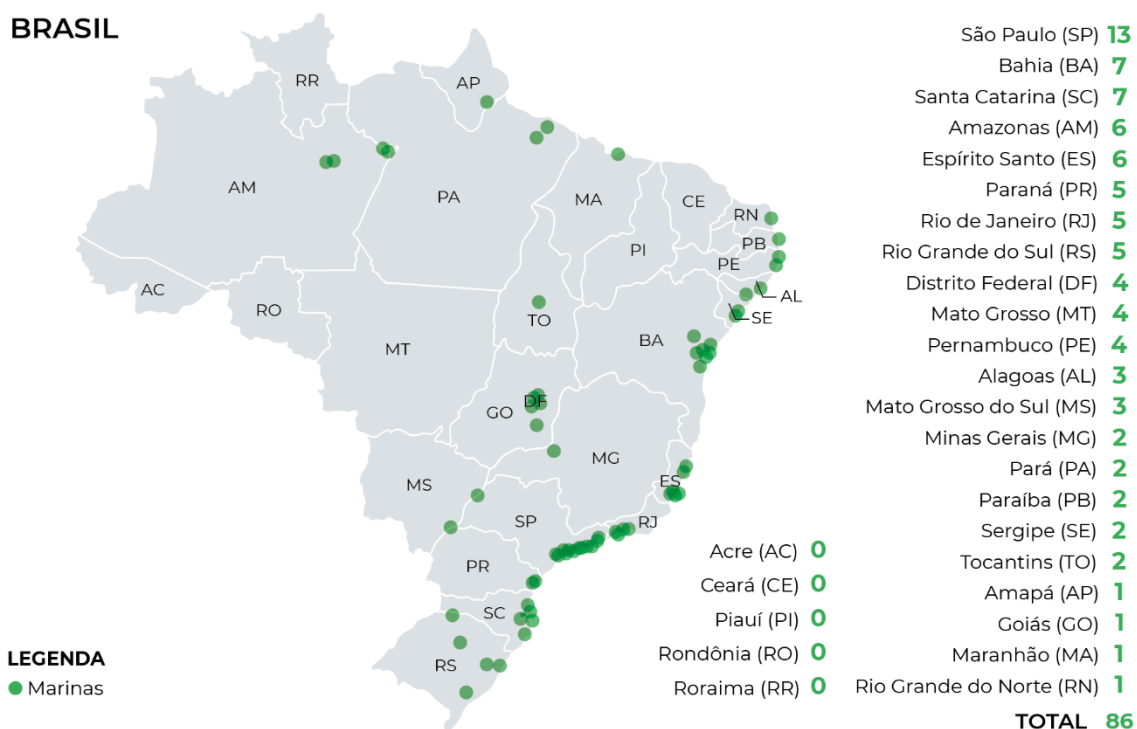 BRASIL
RR
AP
AM
PA
MA
CE
RN
PB
PE
PI
AL
SE
AC
RO
TO
BA
MT
GO
DF
MG
ES
MS
SP
RJ
PR
SC
RS
LEGENDA
Marinas
Acre (AC) 0
Ceará (CE) 0
Piauí (PI) 0
Rondônia (RO) 0
Roraima (RR) 0
São Paulo (SP) 13
Bahia (BA) 7
Santa Catarina (SC) 7
Amazonas (AM) 6
Espírito Santo (ES) 6
Paraná (PR) 5
Rio de Janeiro (RJ) 5
Rio Grande do Sul (RS) 5
Distrito Federal (DF) 4
Mato Grosso (MT) 4
Pernambuco (PE) 4
Alagoas (AL) 3
Mato Grosso do Sul (MS) 3
Minas Gerais (MG) 2
Pará (PA) 2
Paraíba (PB) 2
Sergipe (SE) 2
Tocantins (TO) 2
Amapá (AP) 1
Goiás (GO) 1
Maranhão (MA) 1
Rio Grande do Norte (RN) 1
TOTAL 86